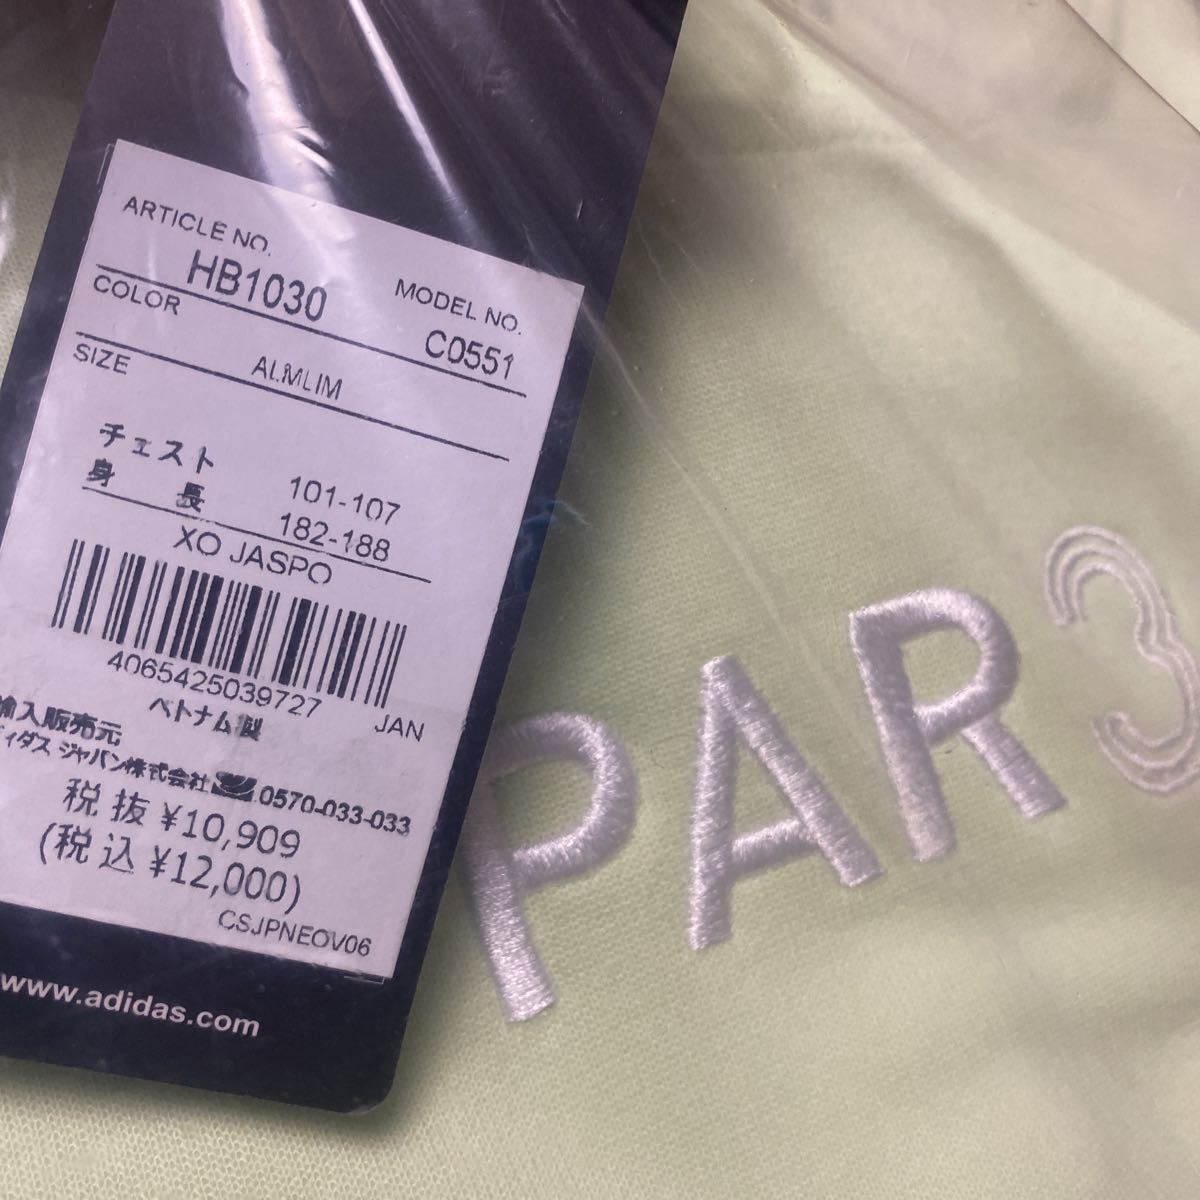 ARTICLE NO.
HB1030
MODEL NO.
C0551
COLOR
ALMLIM
SIZE
チェスト 101-107
身長 182-188
XO JASPO
4065425039727
JAN
ベトナム製
輸入販売元
ィダス ジャパン株式会社 0570-033-033
税抜 ¥10,909
(税込 ¥12,000)
CSJPNEOV06
www.adidas.com
PAR3